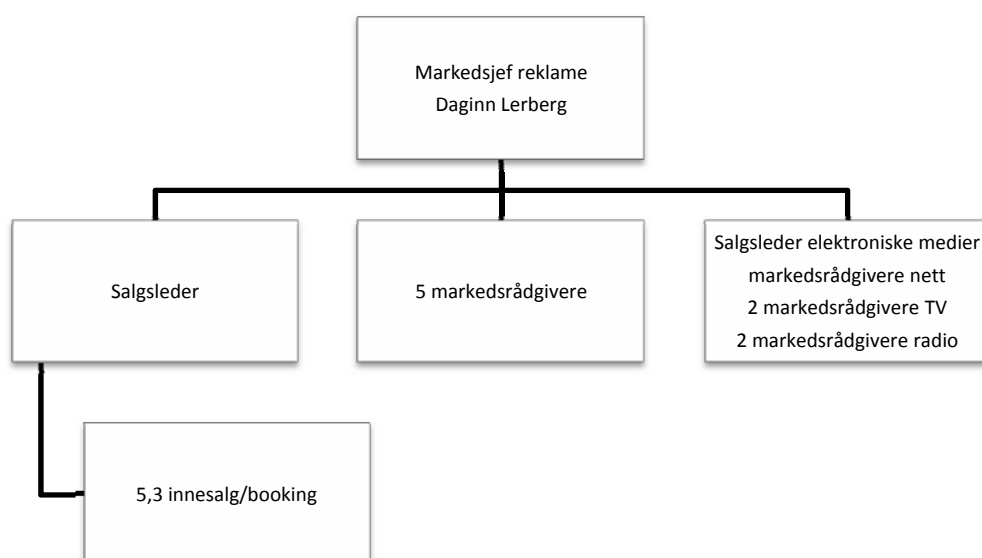 Markedsjef reklame
Daginn Lerberg
Salgsleder
5 markedsrådgivere
Salgsleder elektroniske medier
markedsrådgivere nett
2 markedsrådgivere TV
2 markedsrådgivere radio
5,3 innesalg/booking